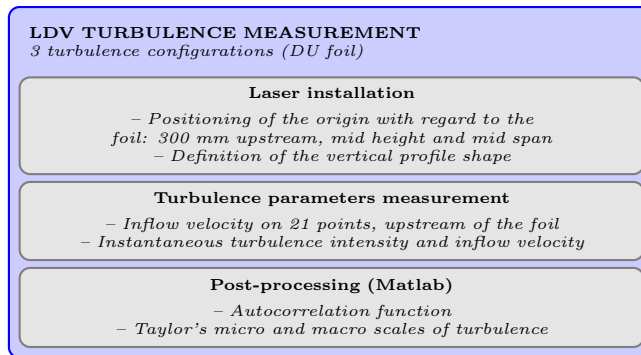 LDV TURBULENCE MEASUREMENT
3 turbulence configurations (DU foil)
Laser installation
– Positioning of the origin with regard to the
foil: 300 mm upstream, mid height and mid span
– Definition of the vertical profile shape
Turbulence parameters measurement
– Inflow velocity on 21 points, upstream of the foil
– Instantaneous turbulence intensity and inflow velocity
Post-processing (Matlab)
– Autocorrelation function
– Taylor's micro and macro scales of turbulence